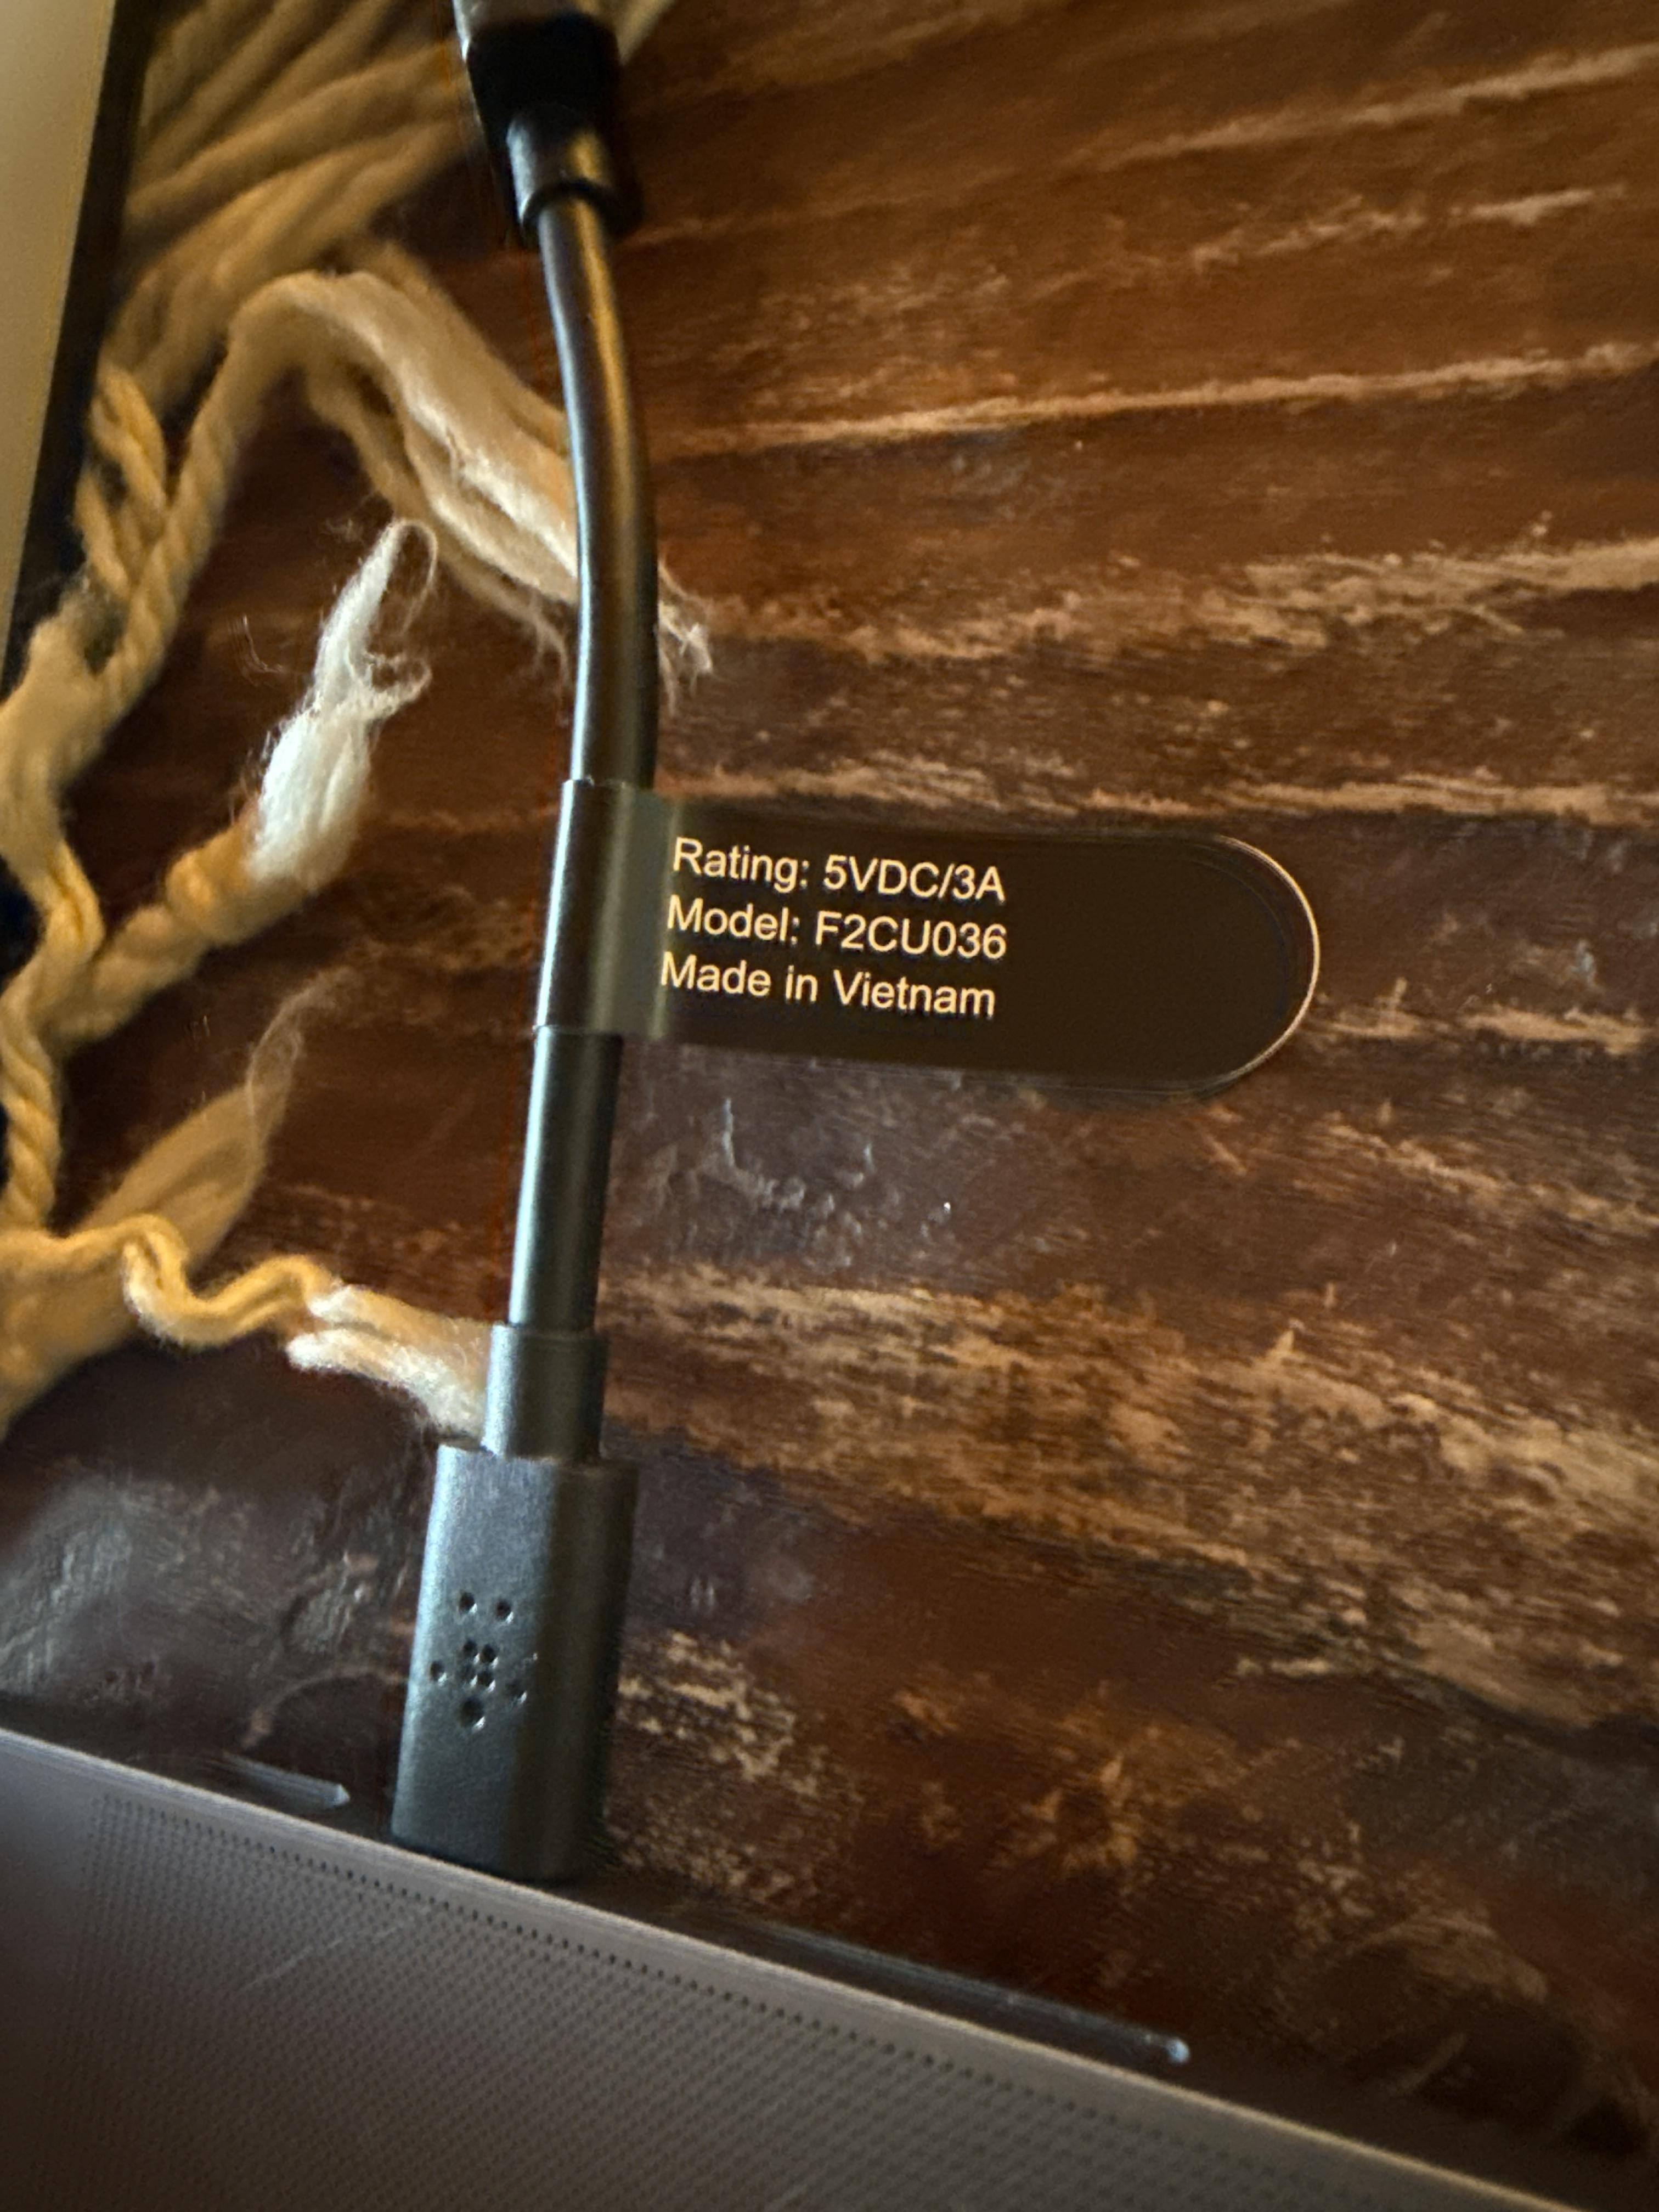 Rating: 5VDC/3A
Model: F2CU036
Made in Vietnam